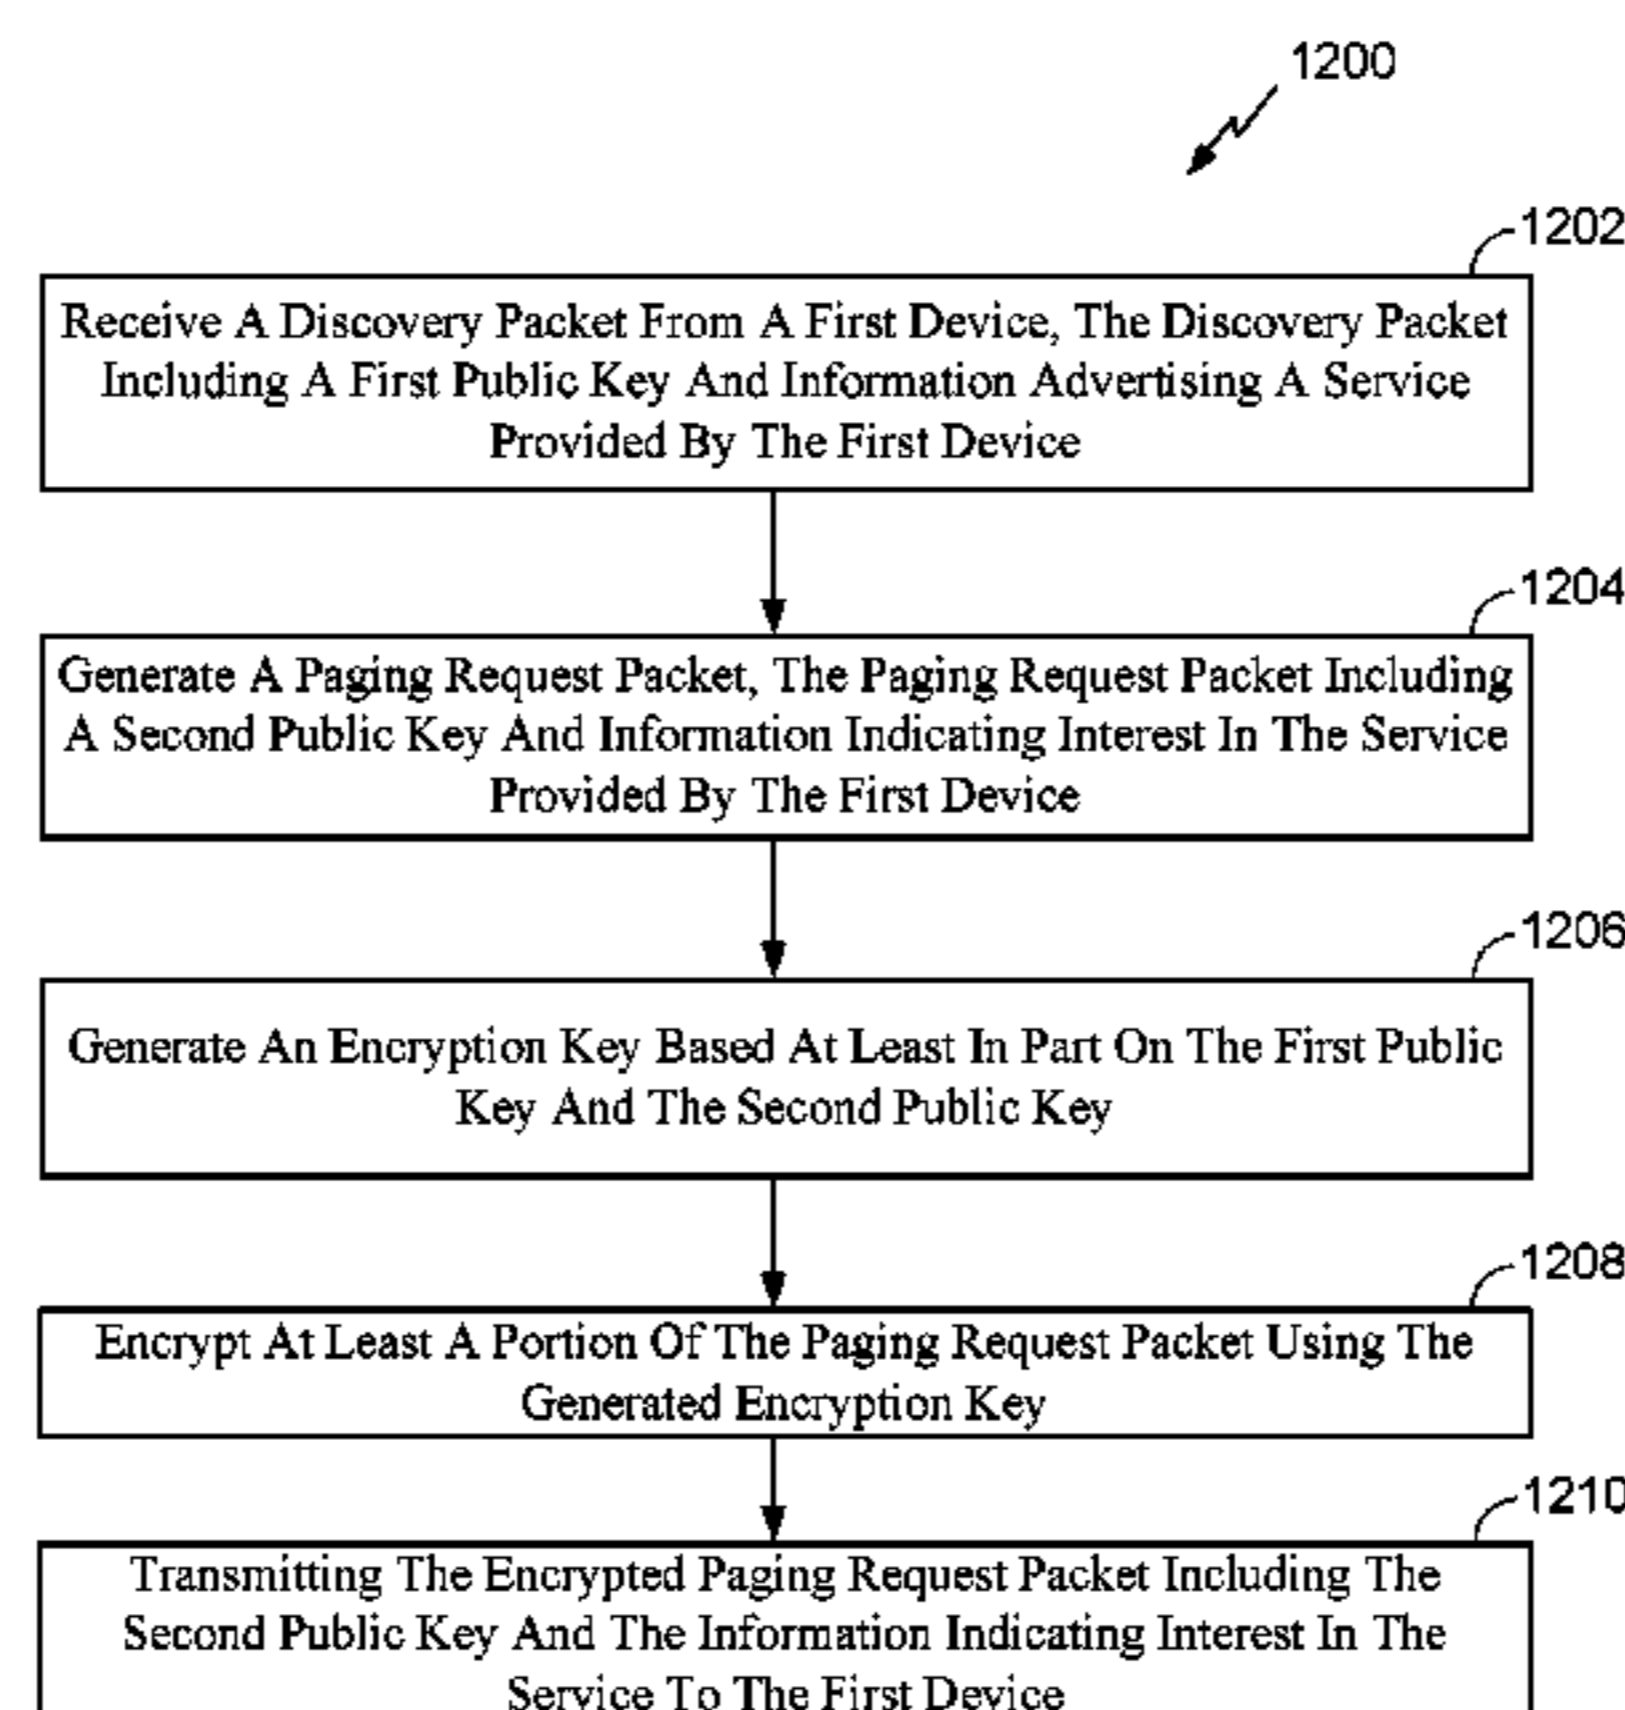 1200
1202
Receive A Discovery Packet From A First Device, The Discovery Packet
Including A First Public Key And Information Advertising A Service
Provided By The First Device
1204
Generate A Paging Request Packet, The Paging Request Packet Including
A Second Public Key And Information Indicating Interest In The Service
Provided By The First Device
1206
Generate An Encryption Key Based At Least In Part On The First Public
Key And The Second Public Key
1208
Encrypt At Least A Portion Of The Paging Request Packet Using The
Generated Encryption Key
1210
Transmitting The Encrypted Paging Request Packet Including The
Second Public Key And The Information Indicating Interest In The
Service To The First Device